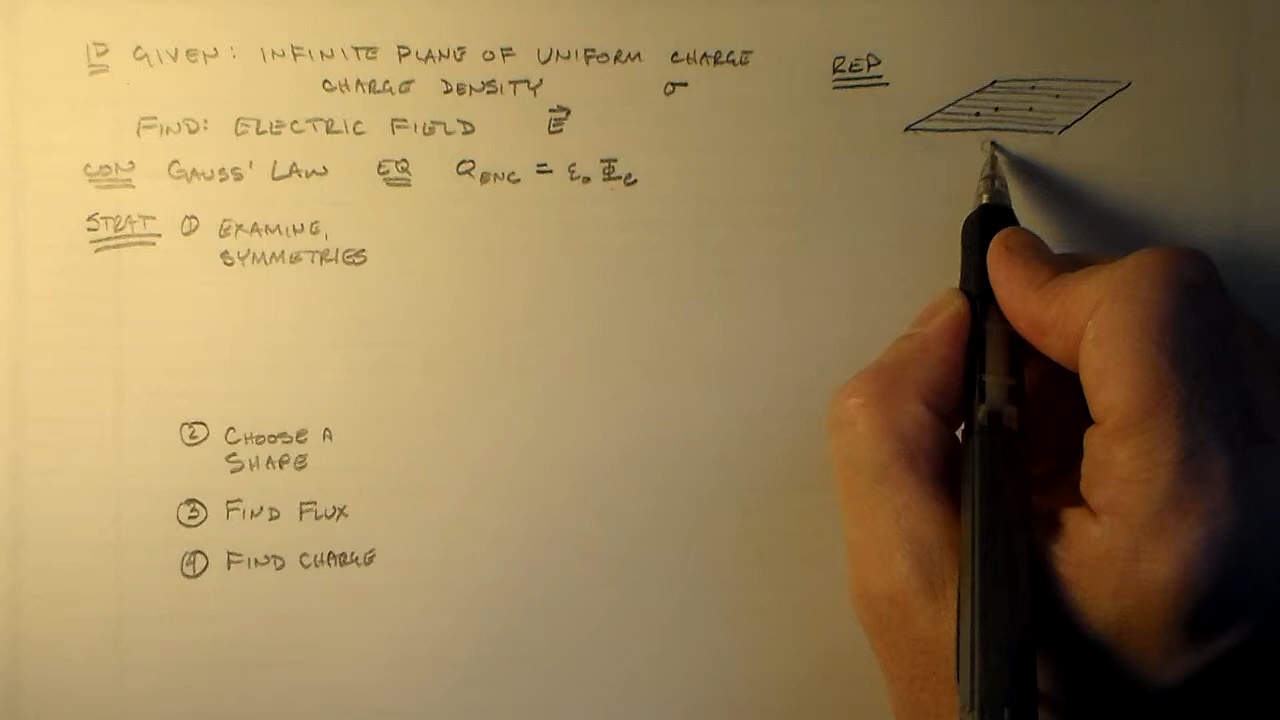 ID GIVEN: INFINITE PLANE OF UNIFORM CHARGE
CHARGE DENSITY σ
FIND: ELECTRIC FIELD E⃗
CON GAUSS' LAW EQ Q_ENC = ε₀ Φ_e
STRAT ① EXAMINE,
SYMMETRIES
② CHOOSE A
SHAPE
③ FIND FLUX
④ FIND CHARGE
REP